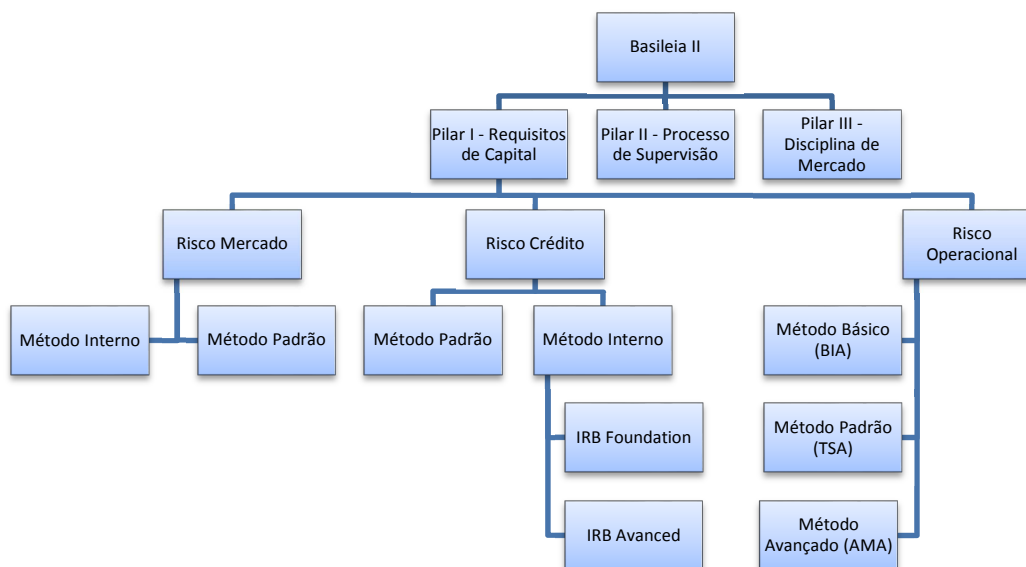 Basileia II
Pilar I - Requisitos
de Capital
Pilar II - Processo
de Supervisão
Pilar III -
Disciplina de
Mercado
Risco Mercado
Risco Crédito
Risco
Operacional
Método Interno
Método Padrão
Método Padrão
Método Interno
Método Básico
(BIA)
IRB Foundation
Método Padrão
(TSA)
IRB Avanced
Método
Avançado (AMA)